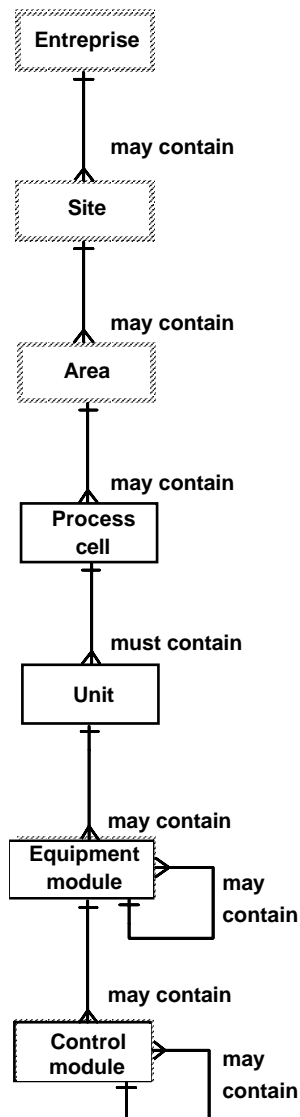 Entreprise
may contain
Site
may contain
Area
may contain
Process
cell
must contain
Unit
may contain
Equipment
module
may
contain
may contain
Control
module
may
contain